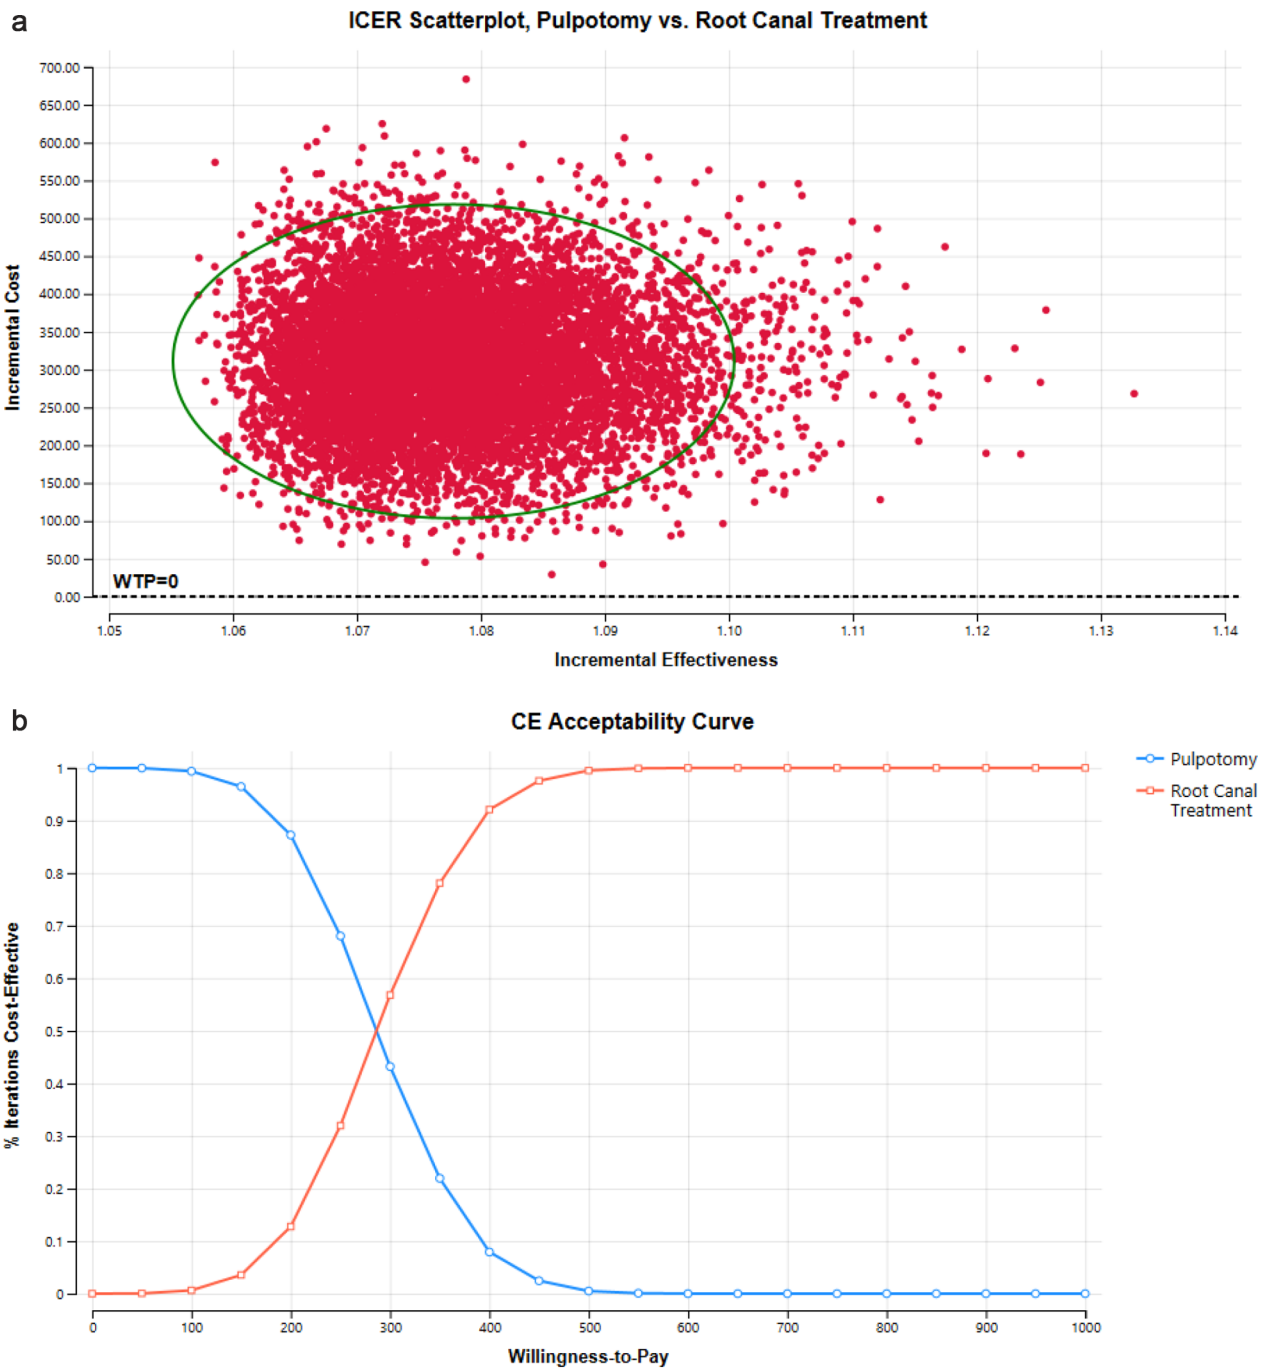 a
ICER Scatterplot, Pulpotomy vs. Root Canal Treatment
Incremental Cost
700.00
650.00
600.00
550.00
500.00
450.00
400.00
350.00
300.00
250.00
200.00
150.00
100.00
50.00
0.00
WTP=0
1.05 1.06 1.07 1.08 1.09 1.10 1.11 1.12 1.13 1.14
Incremental Effectiveness
b
CE Acceptability Curve
% Iterations Cost-Effective
1
0.9
0.8
0.7
0.6
0.5
0.4
0.3
0.2
0.1
0
0 100 200 300 400 500 600 700 800 900 1000
Willingness-to-Pay
Pulpotomy
Root Canal
Treatment